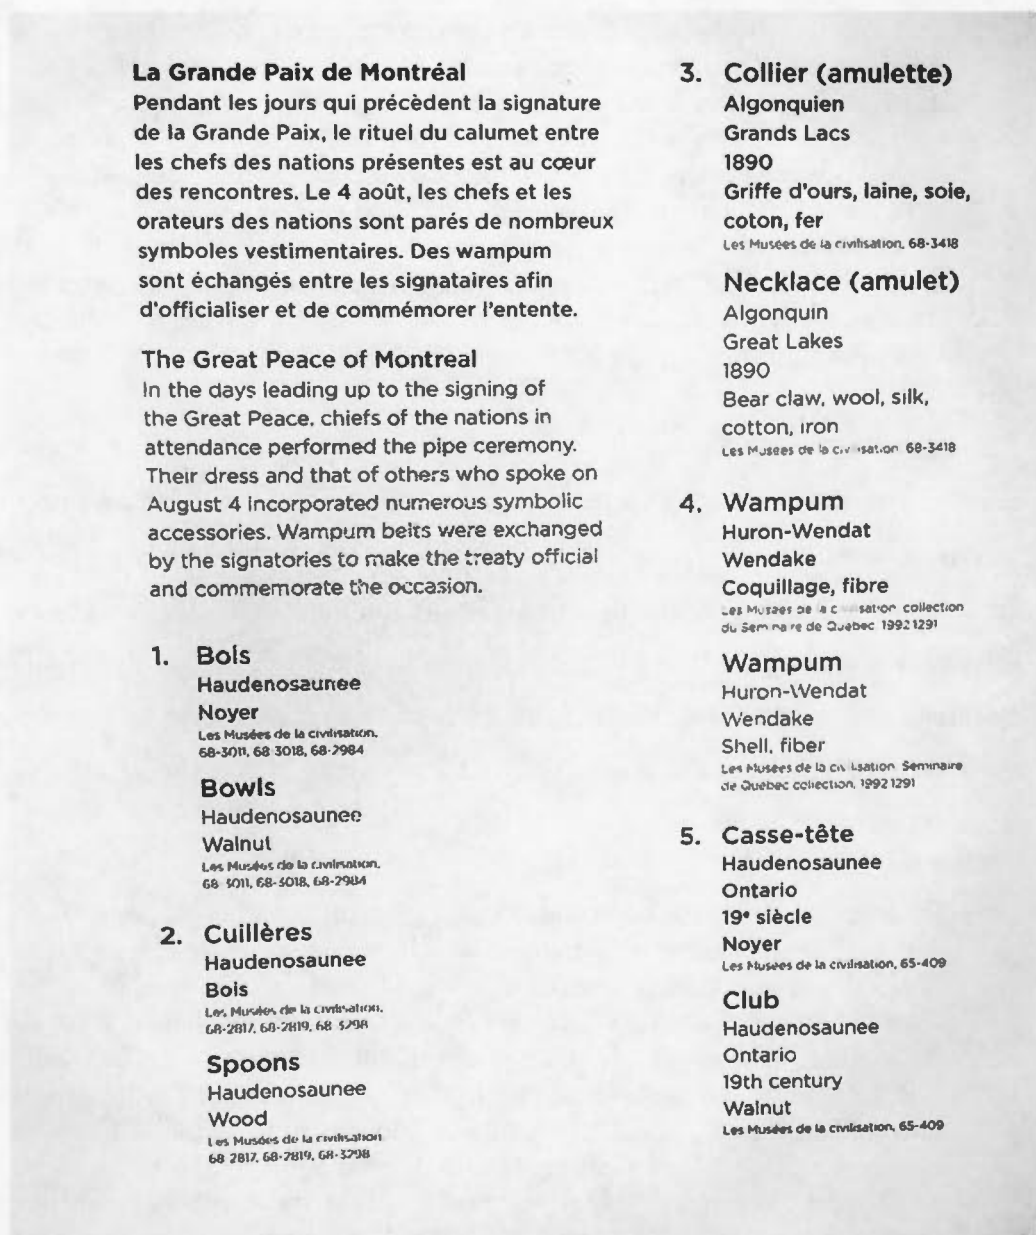 La Grande Paix de Montréal
Pendant les jours qui précèdent la signature
de la Grande Paix, le rituel du calumet entre
les chefs des nations présentes est au cœur
des rencontres. Le 4 août, les chefs et les
orateurs des nations sont parés de nombreux
symboles vestimentaires. Des wampum
sont échangés entre les signataires afin
d'officialiser et de commémorer l'entente.
The Great Peace of Montreal
In the days leading up to the signing of
the Great Peace, chiefs of the nations in
attendance performed the pipe ceremony.
Their dress and that of others who spoke on
August 4 incorporated numerous symbolic
accessories. Wampum belts were exchanged
by the signatories to make the treaty official
and commemorate the occasion.
1. Bols
Haudenosaunee
Noyer
Les Musées de la civilisation,
68-3011, 68-3018, 68-2984
Bowls
Haudenosaunee
Walnut
Les Musées de la civilisation,
68-3011, 68-3018, 68-2984
2. Cuillères
Haudenosaunee
Bois
Les Musées de la civilisation,
68-2817, 68-2819, 68-3298
Spoons
Haudenosaunee
Wood
Les Musées de la civilisation
68-2817, 68-2819, 68-3298
3. Collier (amulette)
Algonquien
Grands Lacs
1890
Griffe d'ours, laine, soie,
coton, fer
Les Musées de la civilisation, 68-3418
Necklace (amulet)
Algonquin
Great Lakes
1890
Bear claw, wool, silk,
cotton, iron
Les Musées de la civilisation, 68-3418
4. Wampum
Huron-Wendat
Wendake
Coquillage, fibre
Les Musées de la civilisation, collection
du Séminaire de Québec, 1992 1291
Wampum
Huron-Wendat
Wendake
Shell, fiber
Les Musées de la civilisation, Séminaire
de Québec collection, 1992 1291
5. Casse-tête
Haudenosaunee
Ontario
19e siècle
Noyer
Les Musées de la civilisation, 65-409
Club
Haudenosaunee
Ontario
19th century
Walnut
Les Musées de la civilisation, 65-409